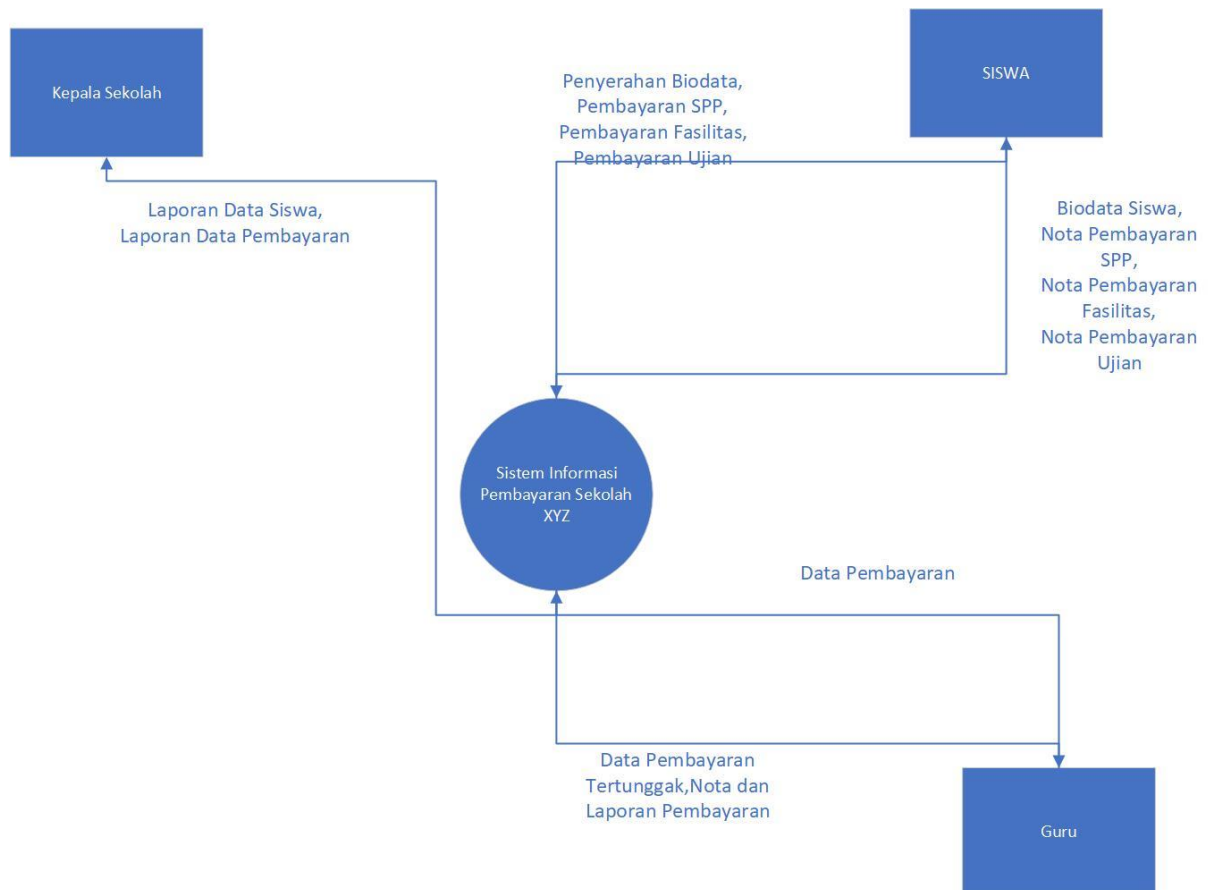 Kepala Sekolah
SISWA
Penyerahan Biodata,
Pembayaran SPP,
Pembayaran Fasilitas,
Pembayaran Ujian
Laporan Data Siswa,
Laporan Data Pembayaran
Biodata Siswa,
Nota Pembayaran
SPP,
Nota Pembayaran
Fasilitas,
Nota Pembayaran
Ujian
Sistem Informasi
Pembayaran Sekolah
XYZ
Data Pembayaran
Data Pembayaran
Tertunggak,Nota dan
Laporan Pembayaran
Guru